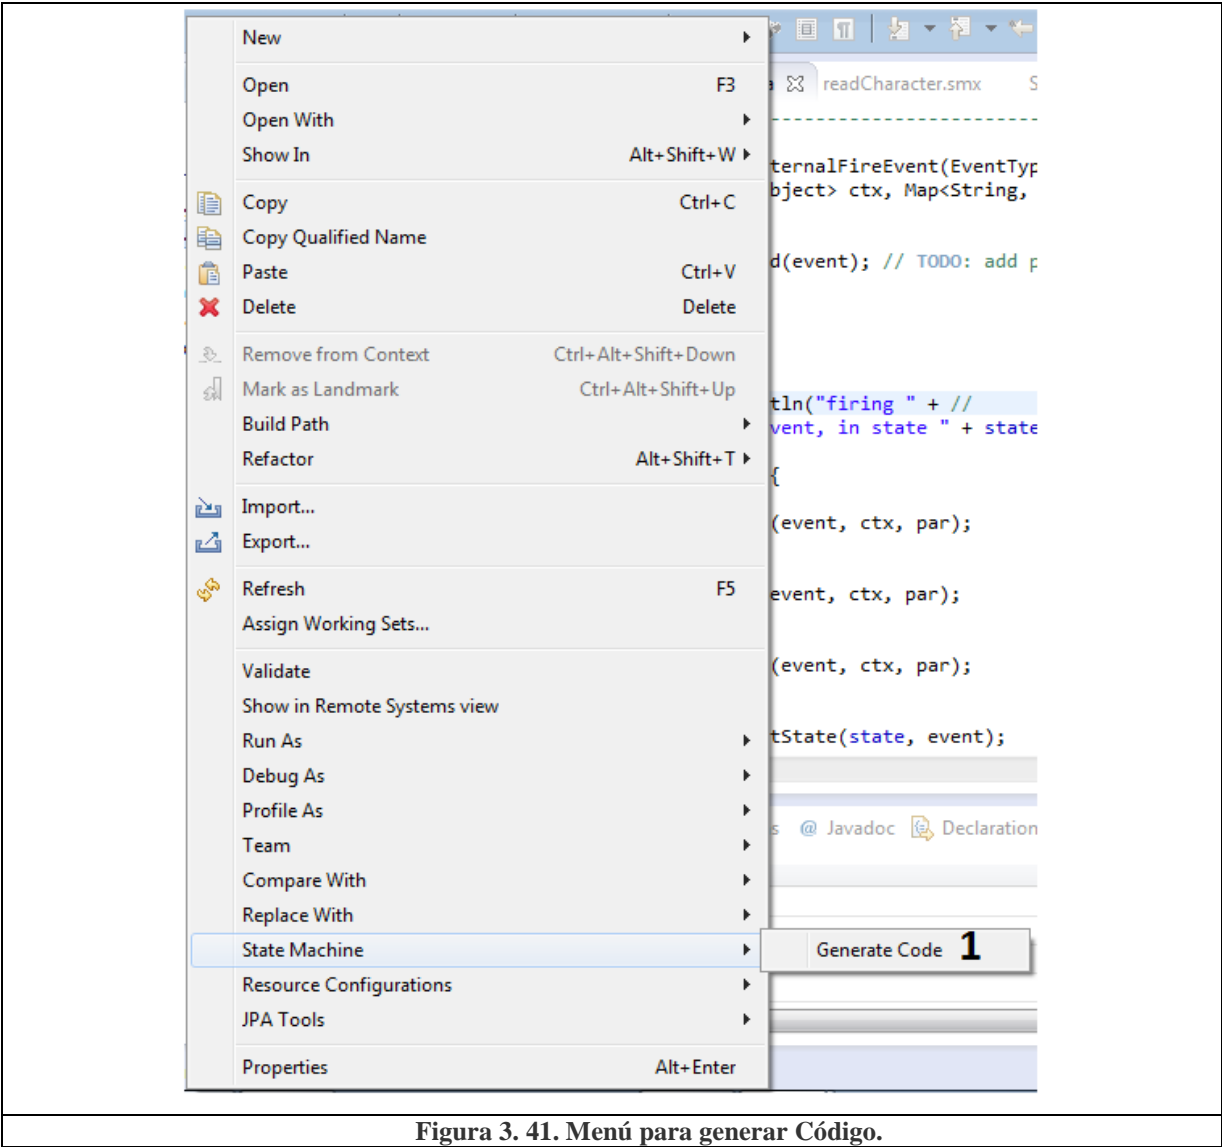 New
readCharacter.smx
Open F3
Open With
Show In Alt+Shift+W
ternalFireEvent(EventTyp
bject> ctx, Map<String,
Copy Ctrl+C
Copy Qualified Name
d(event); // TODO: add p
Paste Ctrl+V
Delete Delete
Remove from Context Ctrl+Alt+Shift+Down
Mark as Landmark Ctrl+Alt+Shift+Up
tln("firing " + //
Build Path
vent, in state " + state
Refactor Alt+Shift+T
{
Import...
(event, ctx, par);
Export...
Refresh F5
event, ctx, par);
Assign Working Sets...
Validate
(event, ctx, par);
Show in Remote Systems view
Run As
tState(state, event);
Debug As
Profile As
s @ Javadoc Declaration
Team
Compare With
Replace With
State Machine
Generate Code 1
Resource Configurations
JPA Tools
Properties Alt+Enter
Figura 3. 41. Menú para generar Código.